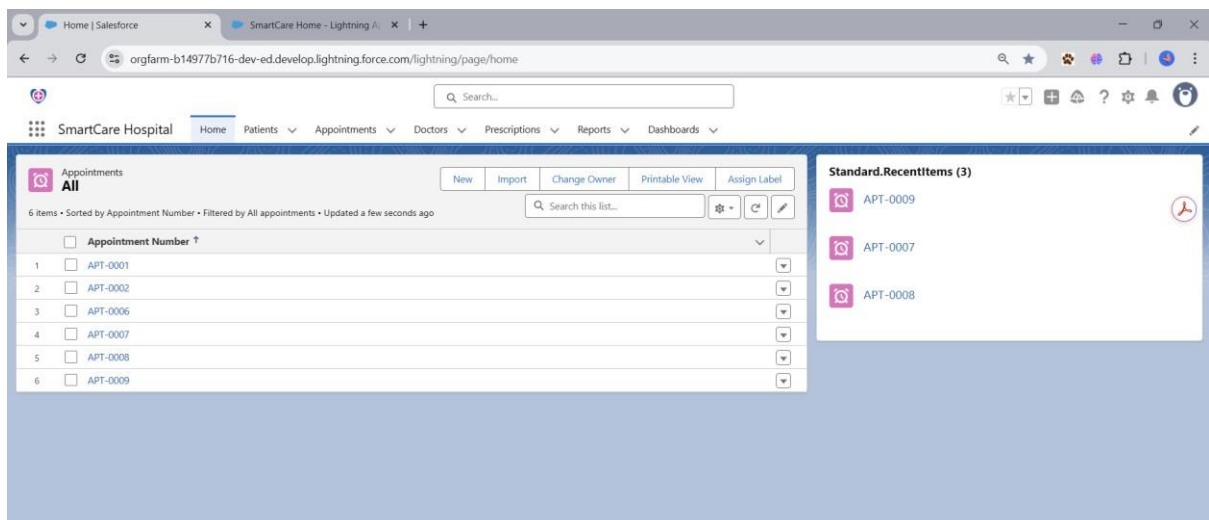 Home | Salesforce
SmartCare Home - Lightning A
orgfarm-b14977b716-dev-ed.develop.lightning.force.com/lightning/page/home
Search...
SmartCare Hospital Home Patients Appointments Doctors Prescriptions Reports Dashboards
Appointments
All
New Import Change Owner Printable View Assign Label
6 items • Sorted by Appointment Number • Filtered by All appointments • Updated a few seconds ago
Search this list...
Appointment Number ↑
1 APT-0001
2 APT-0002
3 APT-0006
4 APT-0007
5 APT-0008
6 APT-0009
Standard.RecentItems (3)
APT-0009
APT-0007
APT-0008